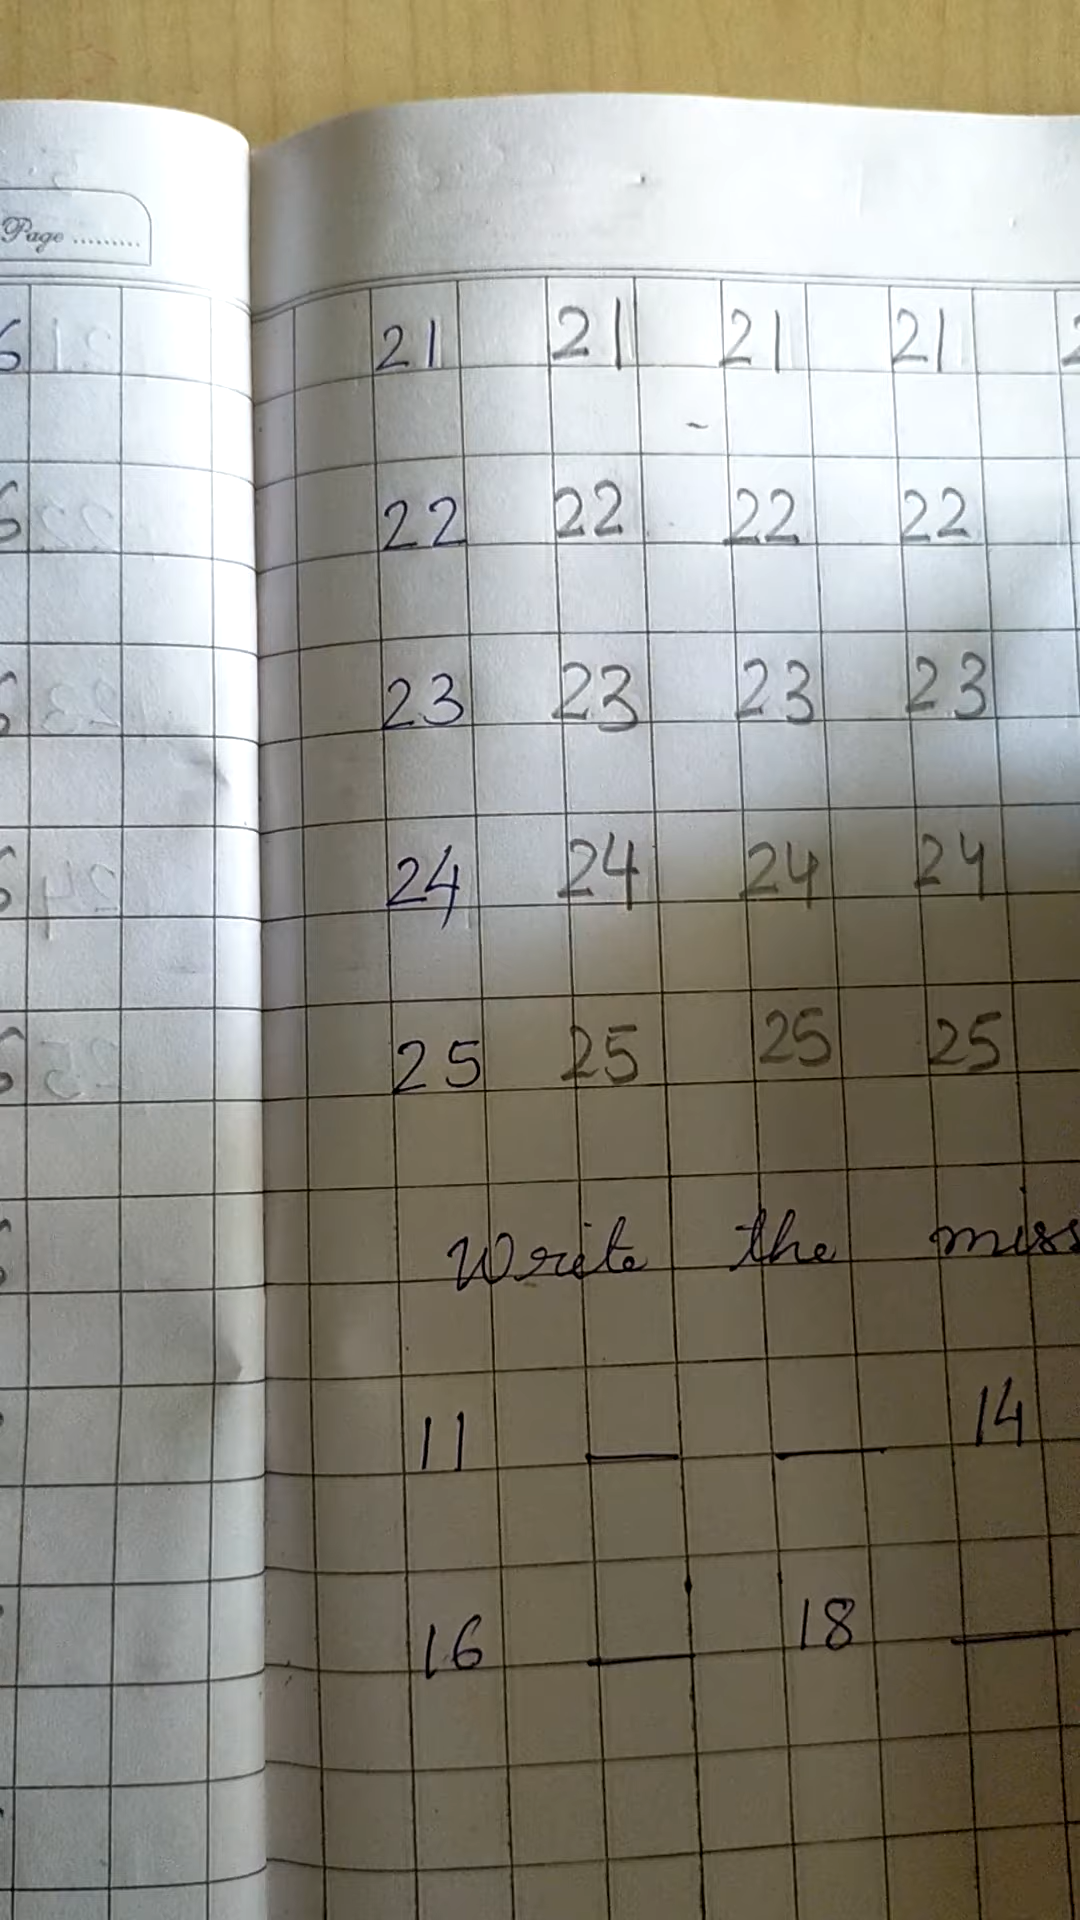 Page .........
21 21 21 21
22 22 22 22
23 23 23 23
24 24 24 24
25 25 25 25
Write the miss
11 __ __ 14
16 __ 18 __